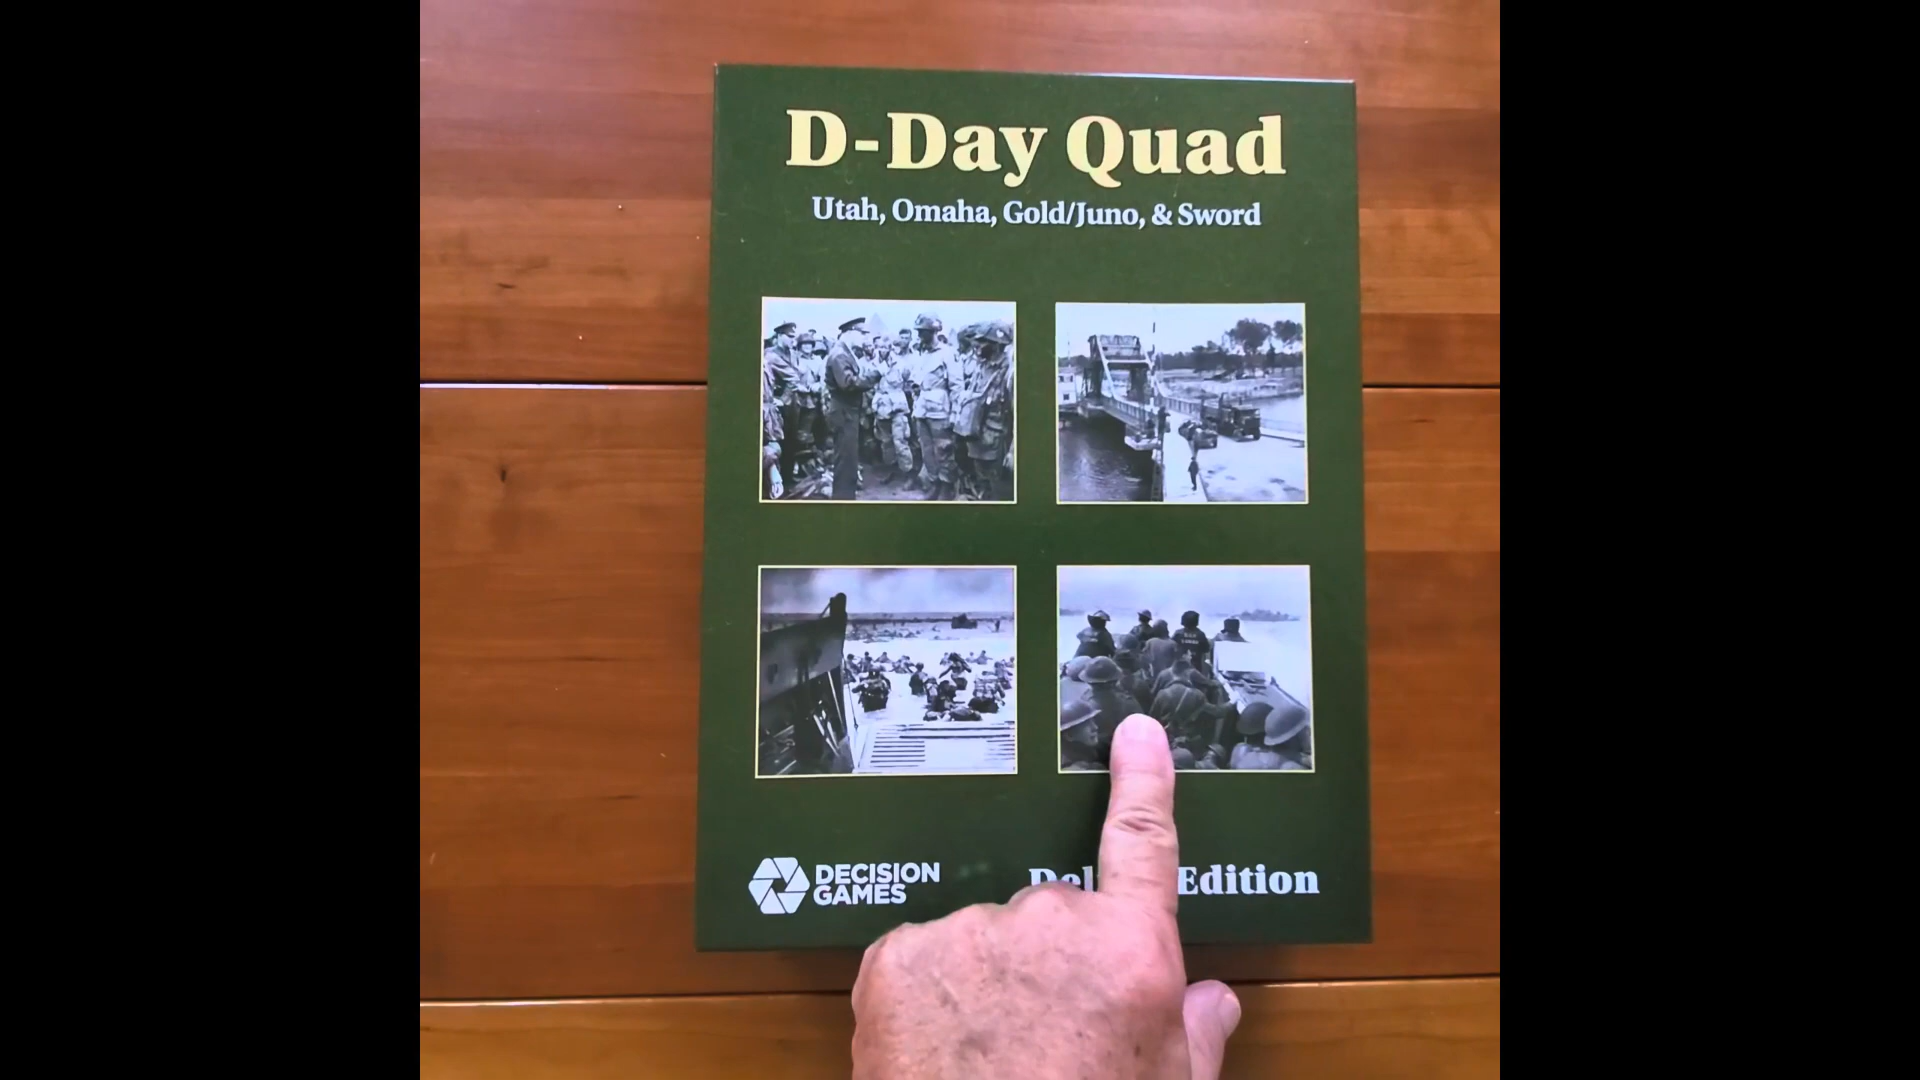 D-Day Quad
Utah, Omaha, Gold/Juno, & Sword
DECISION
GAMES
Edition